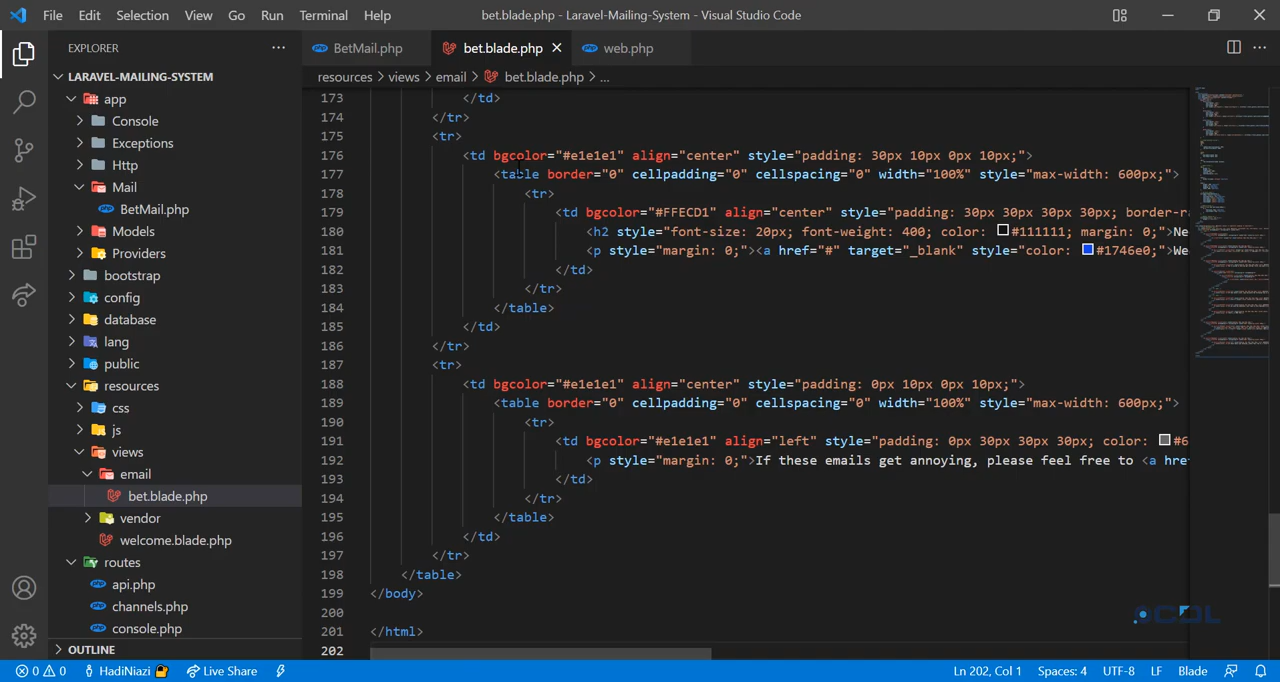 File Edit Selection View Go Run Terminal Help bet.blade.php - Laravel-Mailing-System - Visual Studio Code
EXPLORER ···
BetMail.php bet.blade.php web.php ···
resources > views > email > bet.blade.php > ...
LARAVEL-MAILING-SYSTEM
app
Console
Exceptions
Http
Mail
BetMail.php
Models
Providers
bootstrap
config
database
lang
public
resources
css
js
views
email
bet.blade.php
vendor
welcome.blade.php
routes
api.php
channels.php
console.php
OUTLINE
173 </td>
174 </tr>
175 <tr>
176 <td bgcolor="#e1e1e1" align="center" style="padding: 30px 10px 0px 10px;">
177 <table border="0" cellpadding="0" cellspacing="0" width="100%" style="max-width: 600px;">
178 <tr>
179 <td bgcolor="#FFECD1" align="center" style="padding: 30px 30px 30px 30px; border-ra
180 <h2 style="font-size: 20px; font-weight: 400; color: #111111; margin: 0;">Ne
181 <p style="margin: 0;"><a href="#" target="_blank" style="color: #1746e0;">We
182 </td>
183 </tr>
184 </table>
185 </td>
186 </tr>
187 <tr>
188 <td bgcolor="#e1e1e1" align="center" style="padding: 0px 10px 0px 10px;">
189 <table border="0" cellpadding="0" cellspacing="0" width="100%" style="max-width: 600px;">
190 <tr>
191 <td bgcolor="#e1e1e1" align="left" style="padding: 0px 30px 30px 30px; color: #6
192 <p style="margin: 0;">If these emails get annoying, please feel free to <a hre
193 </td>
194 </tr>
195 </table>
196 </td>
197 </tr>
198 </table>
199 </body>
200
201 </html>
202
0 0 HadiNiazi Live Share Ln 202, Col 1 Spaces: 4 UTF-8 LF Blade